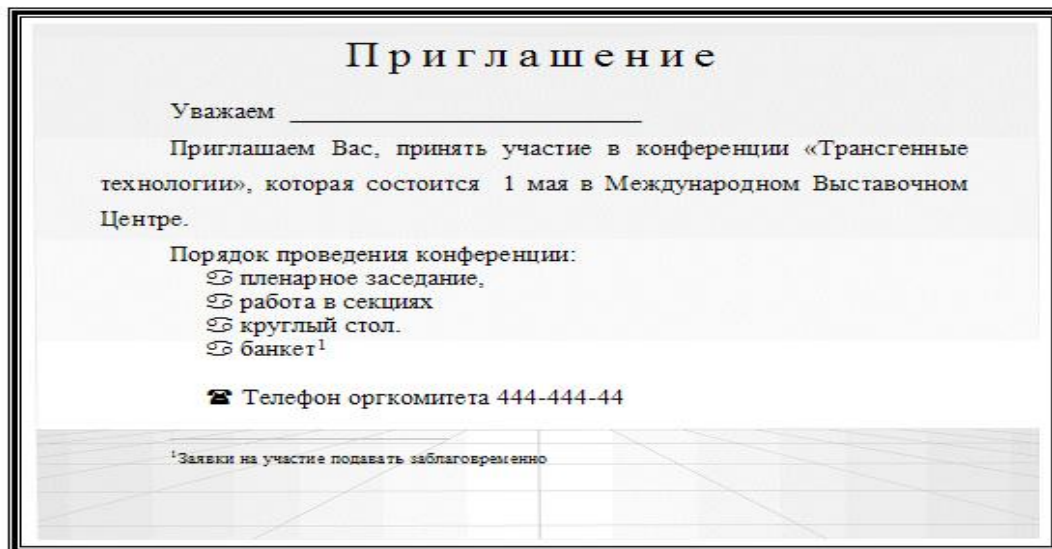 Приглашение
Уважаем ____________________________
Приглашаем Вас, принять участие в конференции «Трансгенные
технологии», которая состоится 1 мая в Международном Выставочном
Центре.
Порядок проведения конференции:
♋ пленарное заседание,
♋ работа в секциях
♋ круглый стол.
♋ банкет¹
☎ Телефон оргкомитета 444-444-44
¹Заявки на участие подавать заблаговременно